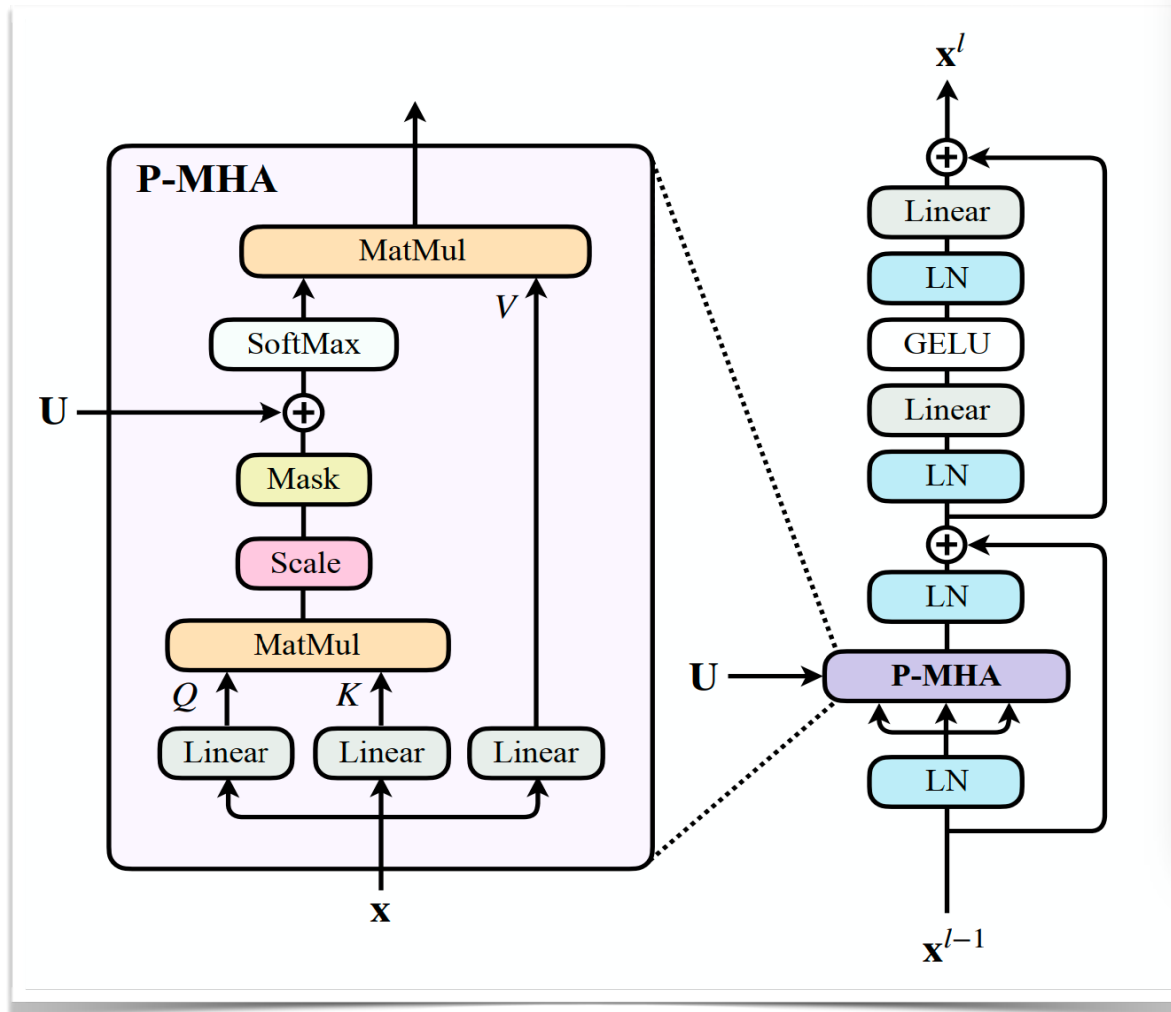 P-MHA
MatMul
V
SoftMax
U
Mask
Scale
MatMul
Q
K
Linear
Linear
Linear
x
x^l
Linear
LN
GELU
Linear
LN
LN
U
P-MHA
LN
x^{l−1}